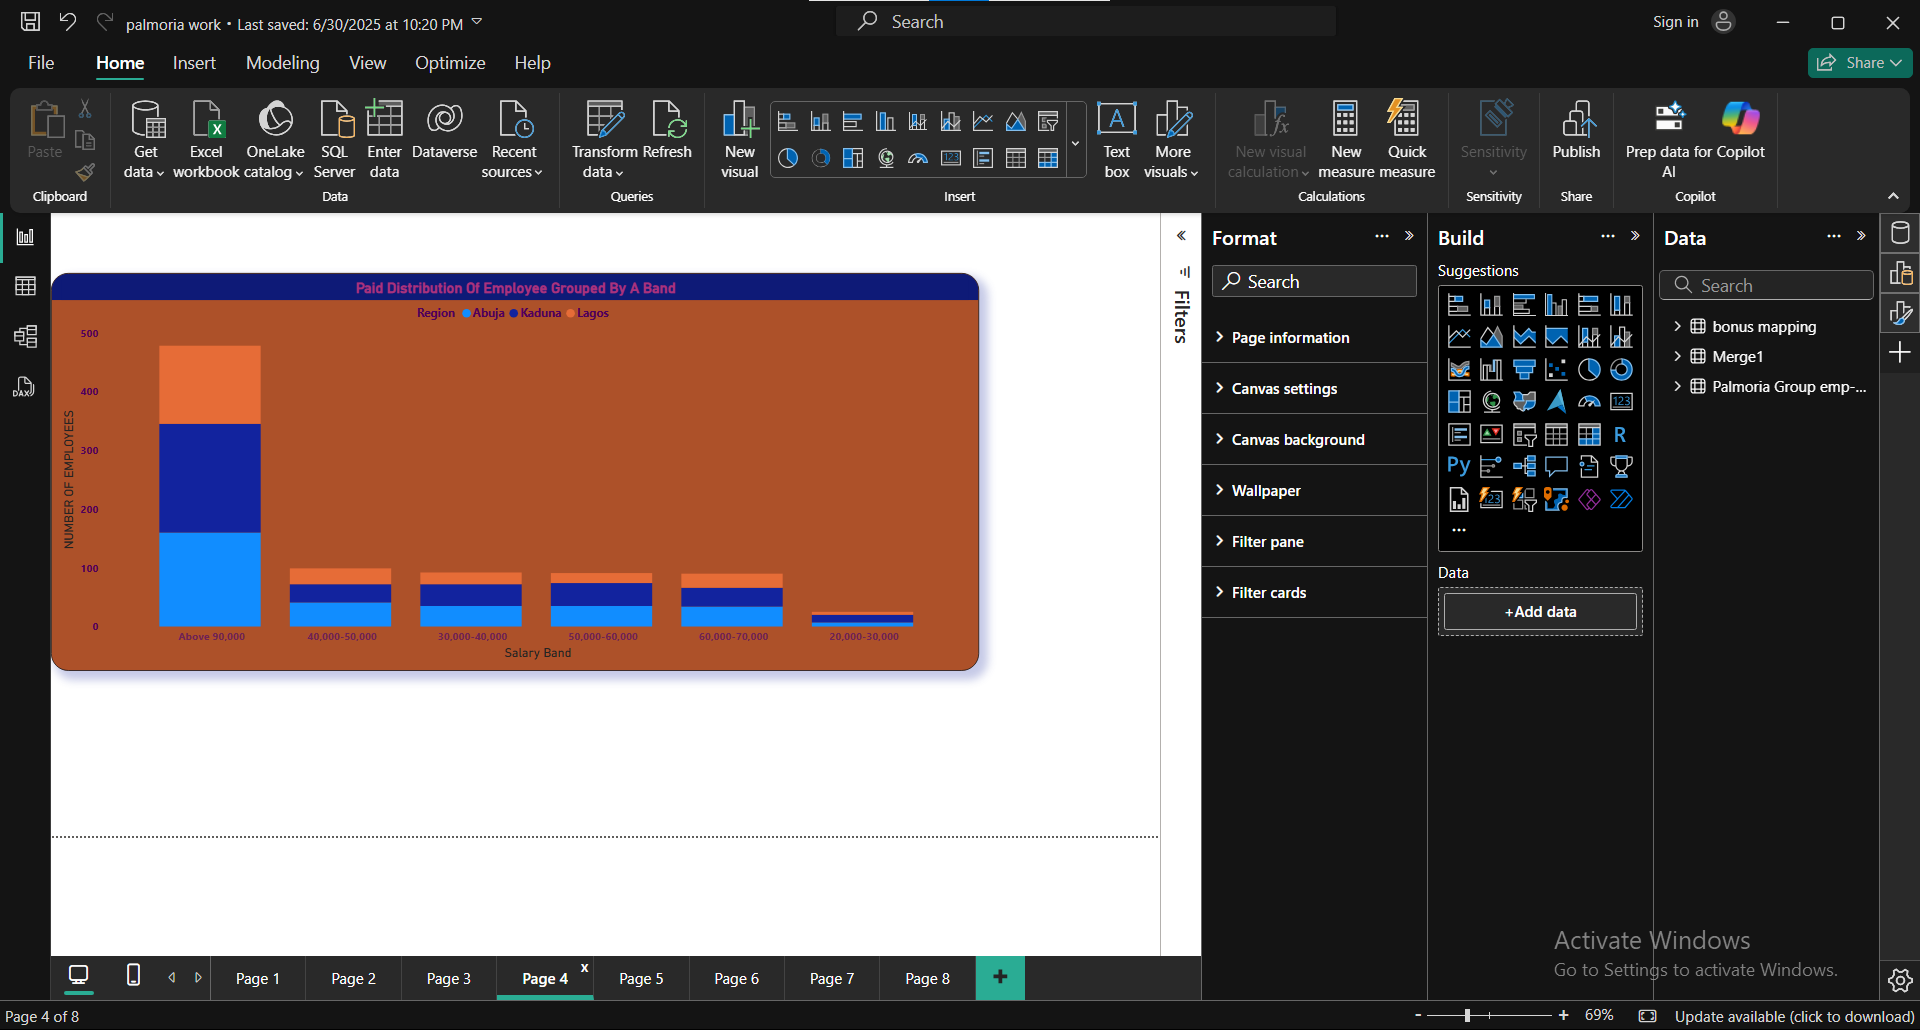 palmoria work • Last saved: 6/30/2025 at 10:20 PM
Search
Sign in
File Home Insert Modeling View Optimize Help
Share
Paste
Clipboard
Get data
Excel workbook
OneLake catalog
SQL Server
Enter data
Dataverse
Recent sources
Data
Transform data
Refresh
Queries
New visual
Text box
More visuals
Insert
New visual calculation
New measure
Quick measure
Calculations
Sensitivity
Sensitivity
Publish
Share
Prep data for AI
Copilot
Copilot
DAX
Paid Distribution Of Employee Grouped By A Band
Region Abuja Kaduna Lagos
NUMBER OF EMPLOYEES
500
400
300
200
100
0
Above 90,000 40,000-50,000 30,000-40,000 50,000-60,000 60,000-70,000 20,000-30,000
Salary Band
Filters
Format
Search
Page information
Canvas settings
Canvas background
Wallpaper
Filter pane
Filter cards
Build
Suggestions
123
R
Py
123
Data
+Add data
Data
Search
bonus mapping
Merge1
Palmoria Group emp-...
Activate Windows
Go to Settings to activate Windows.
Page 1 Page 2 Page 3 Page 4 x Page 5 Page 6 Page 7 Page 8 +
Page 4 of 8
- + 69%
Update available (click to download)